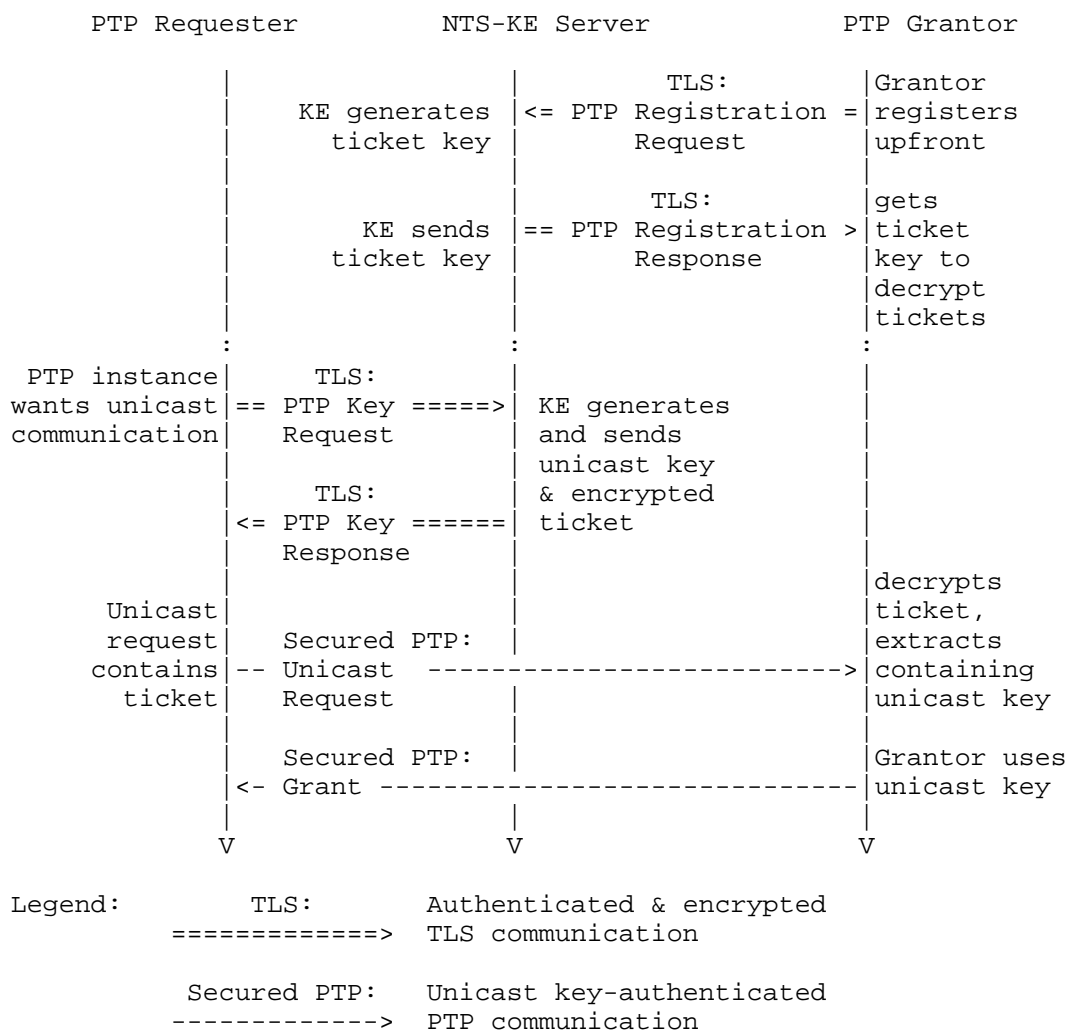 PTP Requester NTS-KE Server PTP Grantor
| | TLS: |Grantor
| KE generates |<= PTP Registration =|registers
| ticket key | Request |upfront
| | |
| | TLS: |gets
| KE sends |== PTP Registration >|ticket
| ticket key | Response |key to
| | |decrypt
| | |tickets
: : :
PTP instance| TLS: | |
wants unicast|== PTP Key =====>| KE generates |
communication| Request | and sends |
| | unicast key |
| TLS: | & encrypted |
|<= PTP Key ======| ticket |
| Response | |
| | |decrypts
Unicast| | |ticket,
request| Secured PTP: | |extracts
contains|-- Unicast -------------------------->|containing
ticket| Request | |unicast key
| | |
| Secured PTP: | |Grantor uses
|<- Grant ------------------------------|unicast key
| | |
V V V
Legend: TLS: Authenticated & encrypted
=============> TLS communication
Secured PTP: Unicast key-authenticated
-------------> PTP communication